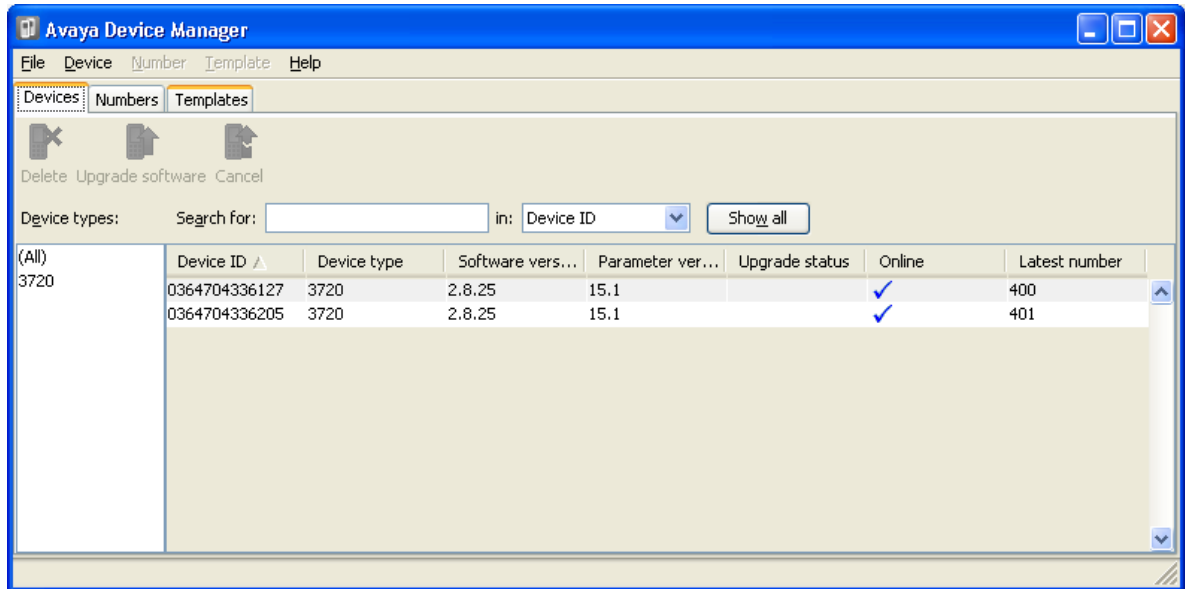 Avaya Device Manager
File Device Number Template Help
Devices Numbers Templates
Delete Upgrade software Cancel
Device types: Search for: in: Device ID Show all
(All) Device ID Device type Software vers... Parameter ver... Upgrade status Online Latest number
3720 0364704336127 3720 2.8.25 15.1 400
0364704336205 3720 2.8.25 15.1 401